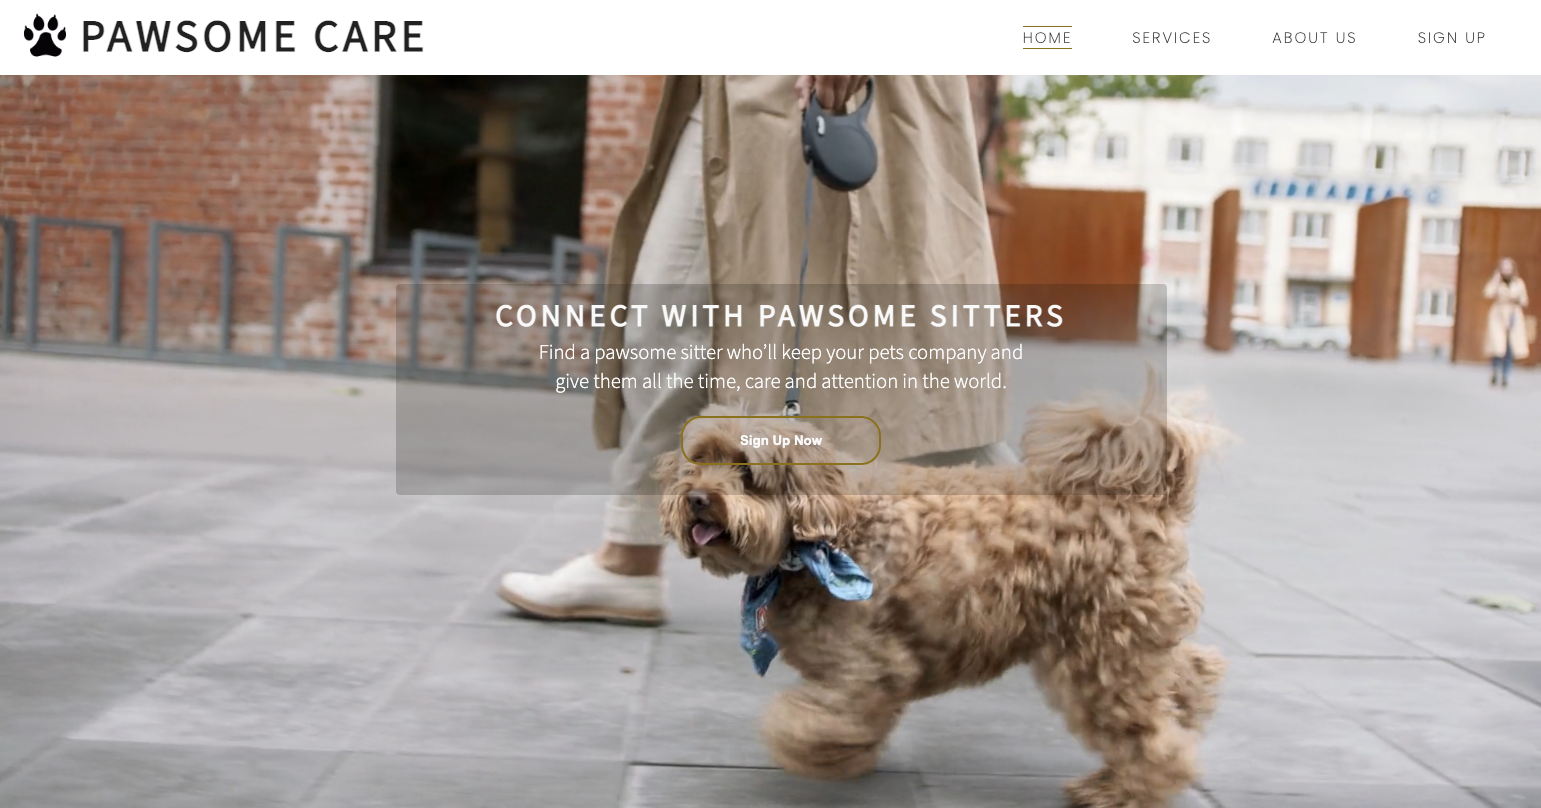 PAWSOME CARE
HOME SERVICES ABOUT US SIGN UP
CONNECT WITH PAWSOME SITTERS
Find a pawsome sitter who’ll keep your pets company and
give them all the time, care and attention in the world.
Sign Up Now